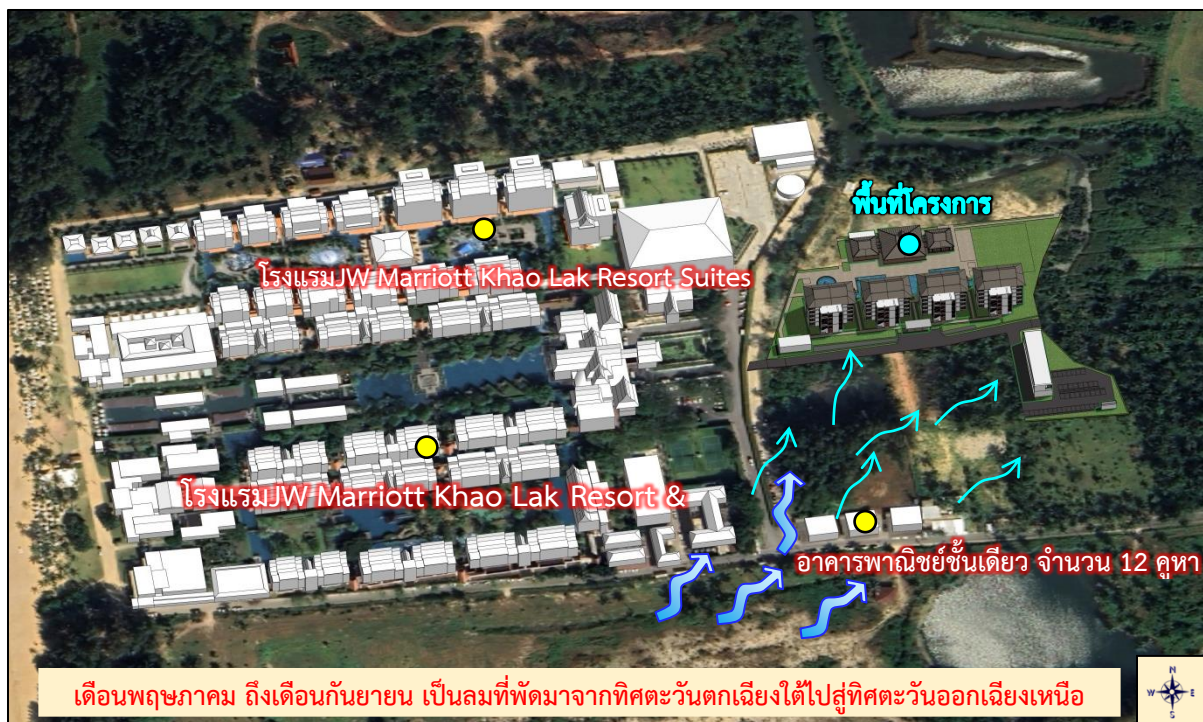 พื้นที่โครงการ
โรงแรมJW Marriott Khao Lak Resort Suites
โรงแรมJW Marriott Khao Lak Resort &
อาคารพาณิชย์ชั้นเดียว จำนวน 12 คูหา
เดือนพฤษภาคม ถึงเดือนกันยายน เป็นลมที่พัดมาจากทิศตะวันตกเฉียงใต้ไปสู่ทิศตะวันออกเฉียงเหนือ
N
W E
S